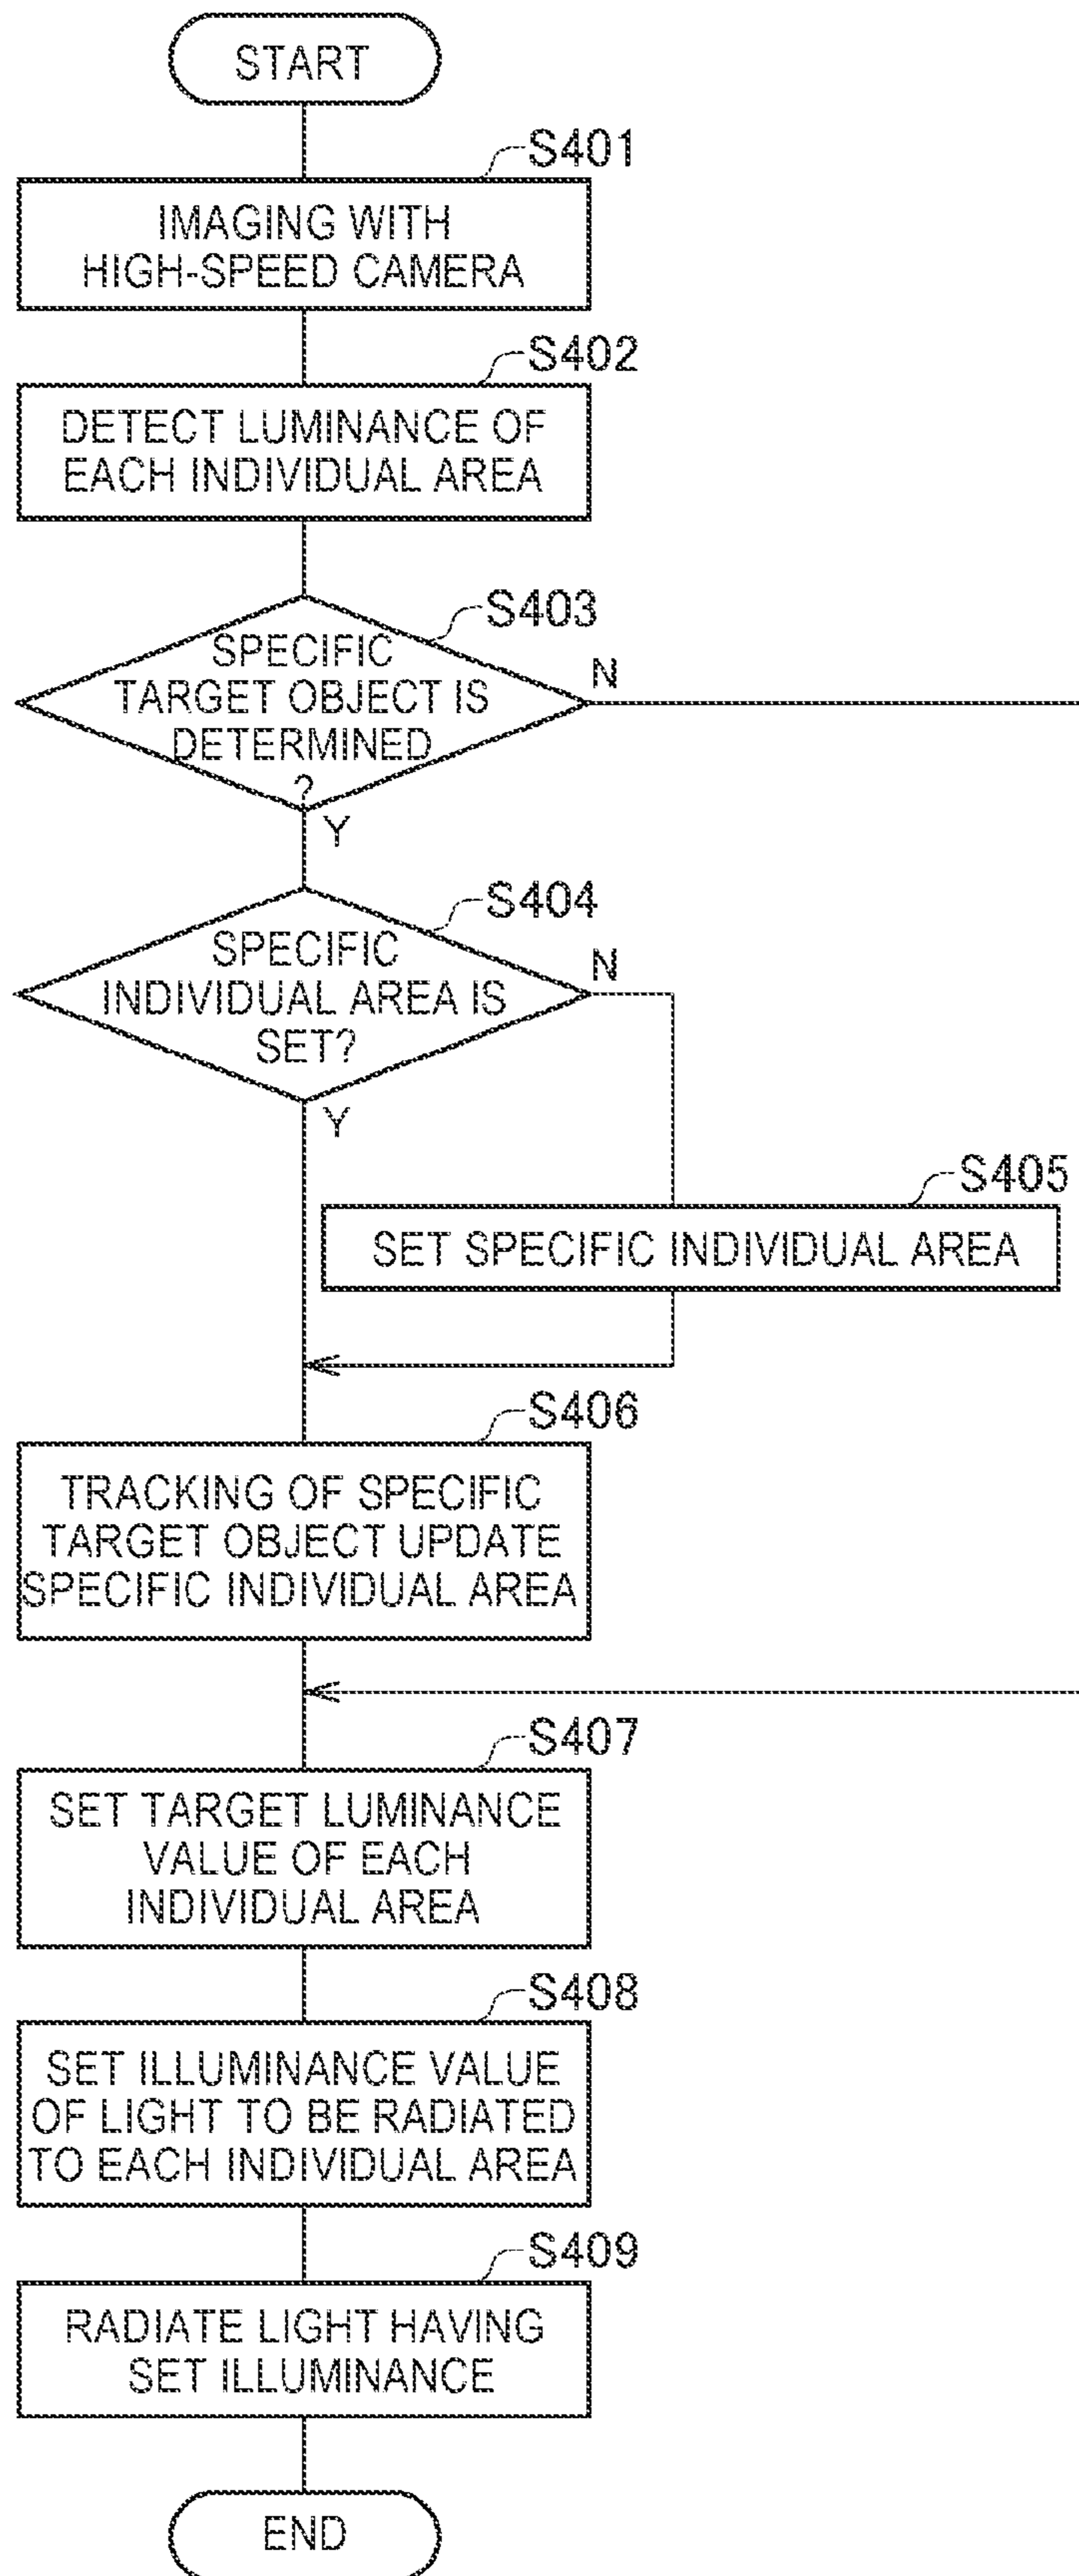 START
S401
IMAGING WITH
HIGH-SPEED CAMERA
S402
DETECT LUMINANCE OF
EACH INDIVIDUAL AREA
S403
SPECIFIC
TARGET OBJECT IS
DETERMINED
?
N
Y
S404
SPECIFIC
INDIVIDUAL AREA IS
SET?
N
Y
S405
SET SPECIFIC INDIVIDUAL AREA
S406
TRACKING OF SPECIFIC
TARGET OBJECT UPDATE
SPECIFIC INDIVIDUAL AREA
S407
SET TARGET LUMINANCE
VALUE OF EACH
INDIVIDUAL AREA
S408
SET ILLUMINANCE VALUE
OF LIGHT TO BE RADIATED
TO EACH INDIVIDUAL AREA
S409
RADIATE LIGHT HAVING
SET ILLUMINANCE
END